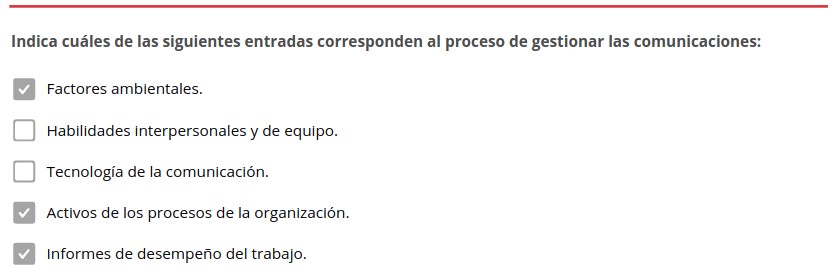 Indica cuáles de las siguientes entradas corresponden al proceso de gestionar las comunicaciones:
Factores ambientales.
Habilidades interpersonales y de equipo.
Tecnología de la comunicación.
Activos de los procesos de la organización.
Informes de desempeño del trabajo.